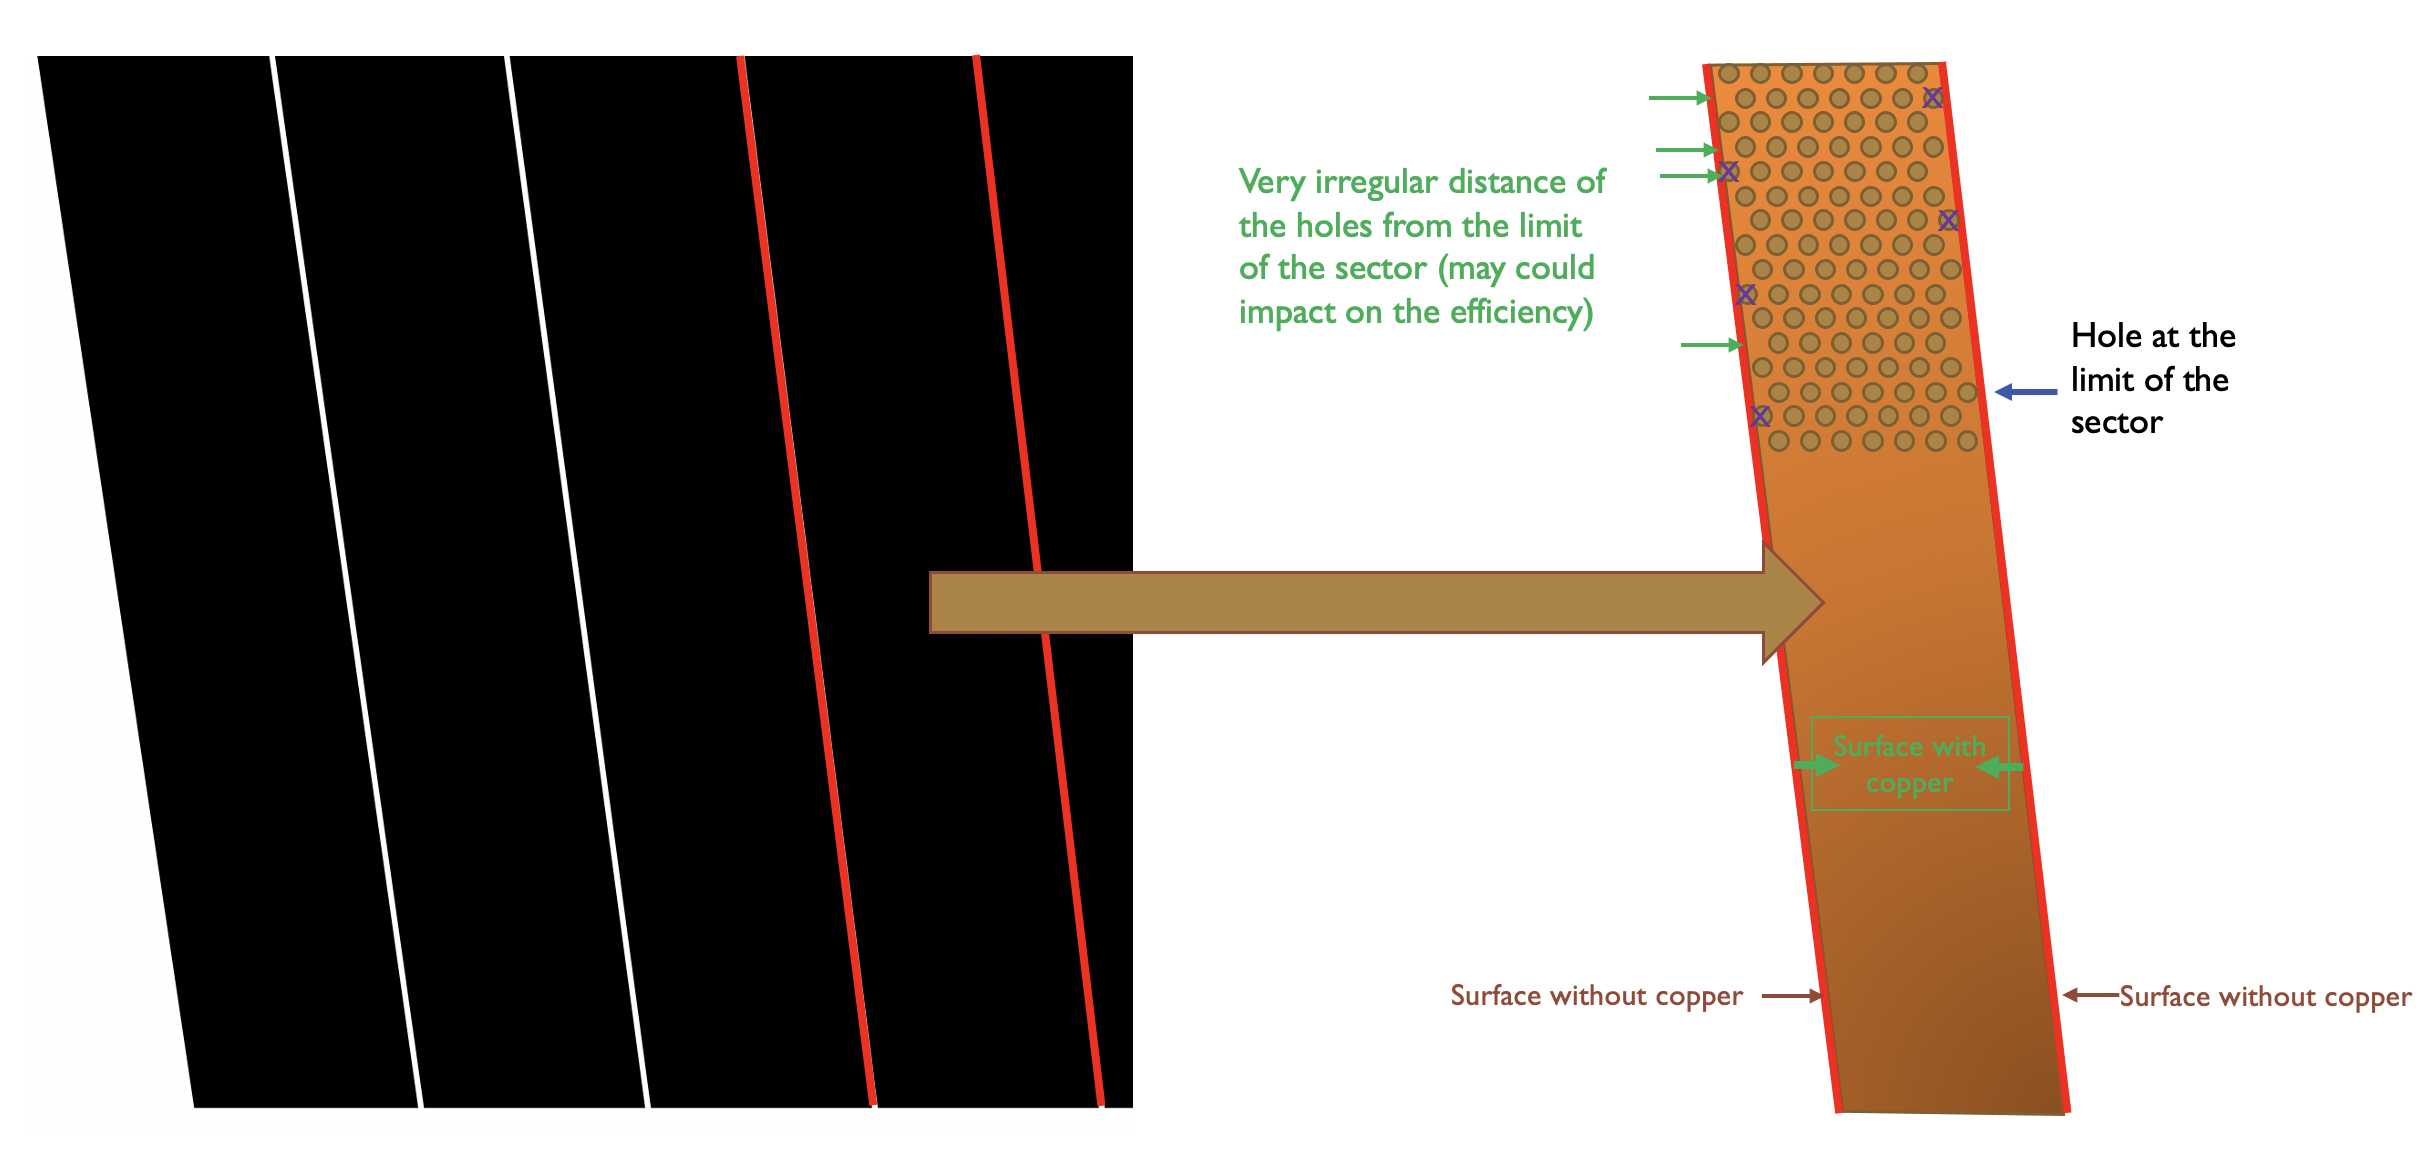 Very irregular distance of
the holes from the limit
of the sector (may could
impact on the efficiency)
X
X
X
X
X
Hole at the
limit of the
sector
Surface with
copper
Surface without copper
Surface without copper